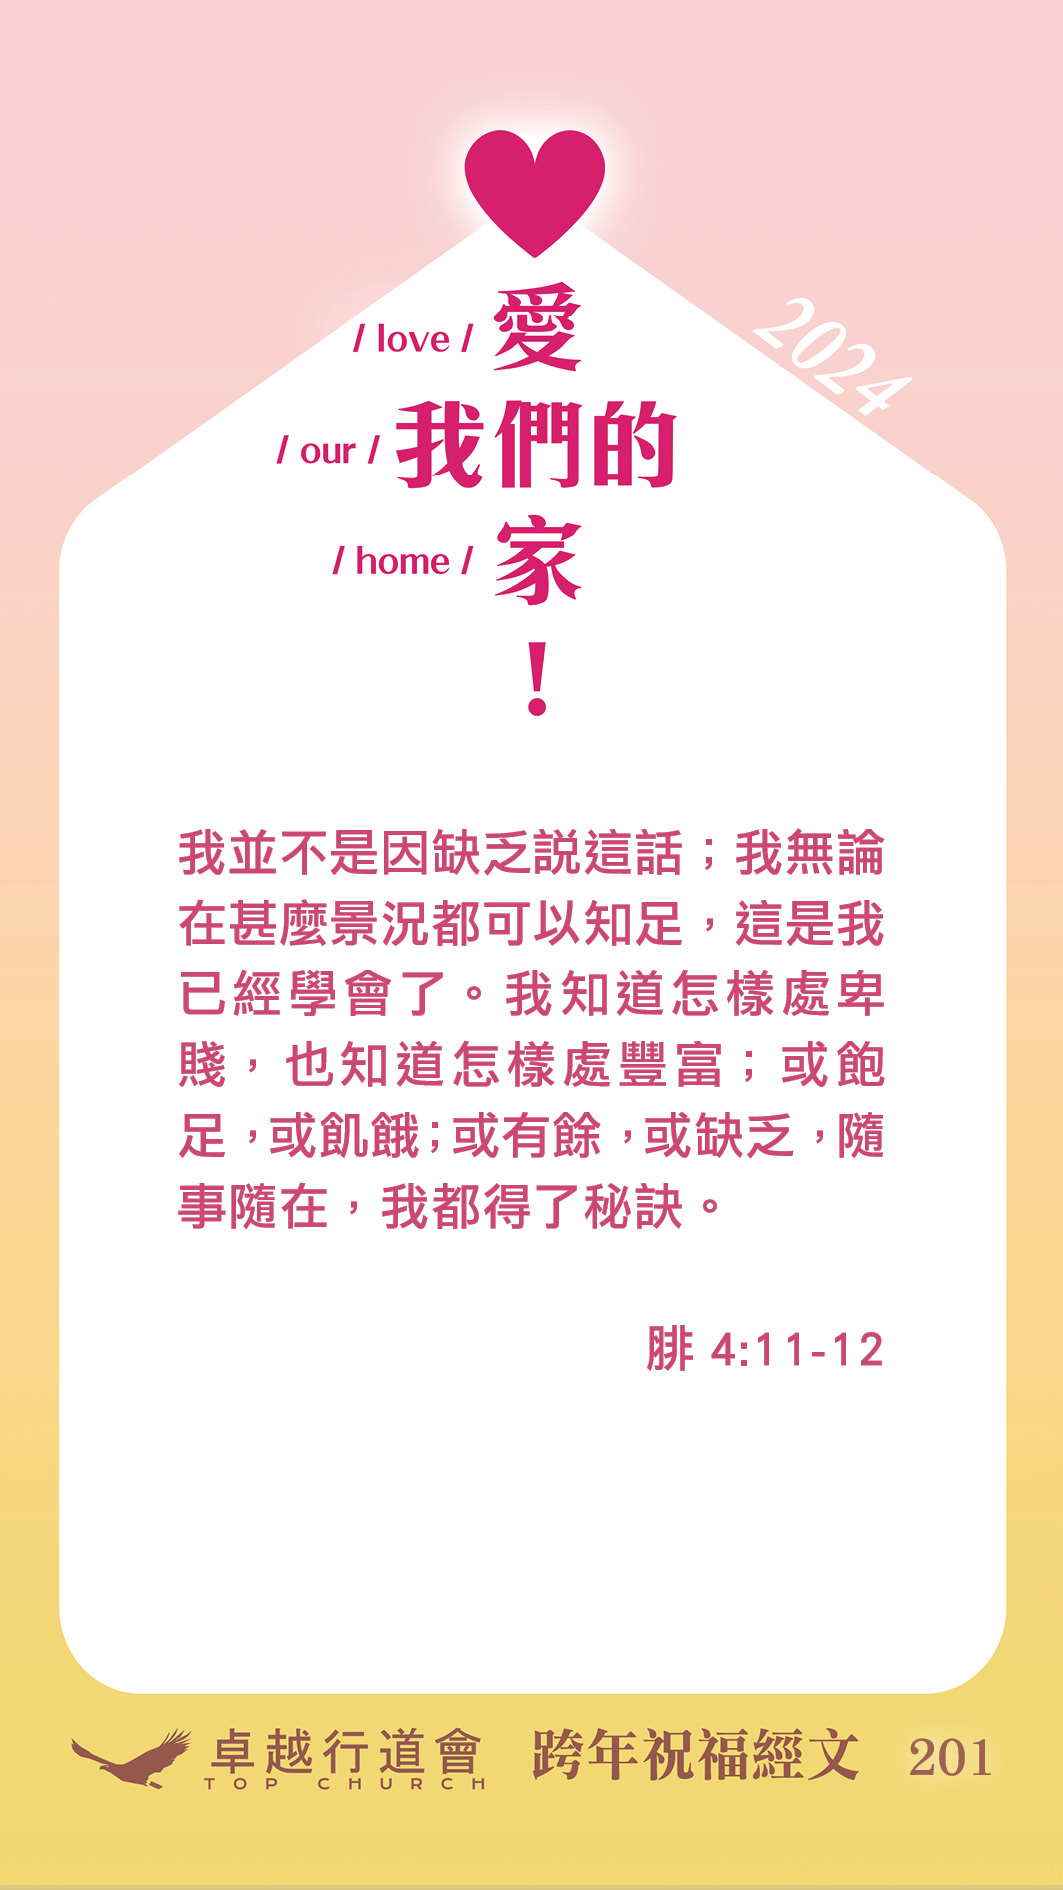 / love / 愛
2024
/ our / 我們的
/ home / 家
！
我並不是因缺乏説這話；我無論
在甚麼景況都可以知足，這是我
已經學會了。我知道怎樣處卑
賤，也知道怎樣處豐富；或飽
足，或飢餓；或有餘，或缺乏，隨
事隨在，我都得了秘訣。
腓 4:11-12
卓越行道會 跨年祝福經文 201
TOP CHURCH